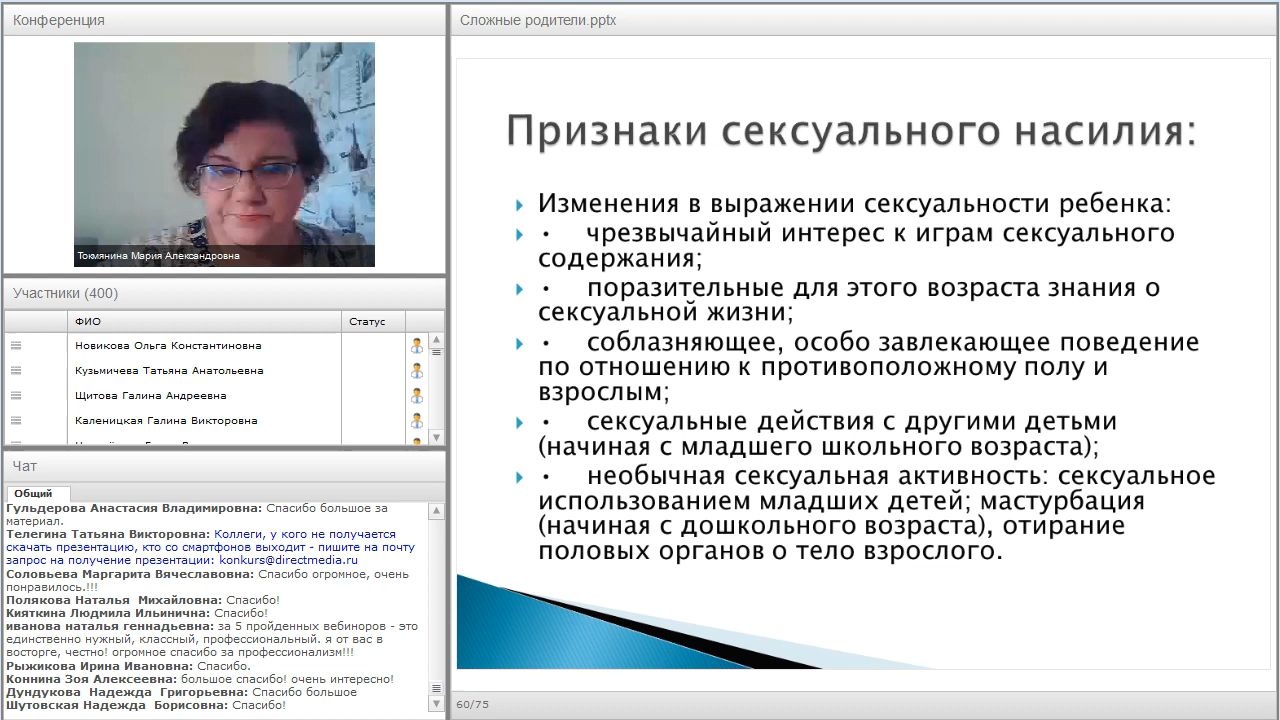 Конференция
Токмянина Мария Александровна
Участники (400)
ФИО
Статус
Новикова Ольга Константиновна
Кузьмичева Татьяна Анатольевна
Щитова Галина Андреевна
Каленицкая Галина Викторовна
Чат
Общий
Гульдерова Анастасия Владимировна: Спасибо большое за
материал.
Телегина Татьяна Викторовна: Коллеги, у кого не получается
скачать презентацию, кто со смартфонов выходит - пишите на почту
запрос на получение презентации: konkurs@directmedia.ru
Соловьева Маргарита Вячеславовна: Спасибо огромное, очень
понравилось.!!!
Полякова Наталья Михайловна: Спасибо!
Кияткина Людмила Ильинична: Спасибо!
иванова наталья геннадьевна: за 5 пройденных вебиноров - это
единственно нужный, классный, профессиональный. я от вас в
восторге, честно! огромное спасибо за профессионализм!!!
Рыжикова Ирина Ивановна: Спасибо.
Коннина Зоя Алексеевна: большое спасибо! очень интересно!
Дундукова Надежда Григорьевна: Спасибо большое
Шутовская Надежда Борисовна: Спасибо!
Сложные родители.pptx
Признаки сексуального насилия:
Изменения в выражении сексуальности ребенка:
• чрезвычайный интерес к играм сексуального
содержания;
• поразительные для этого возраста знания о
сексуальной жизни;
• соблазняющее, особо завлекающее поведение
по отношению к противоположному полу и
взрослым;
• сексуальные действия с другими детьми
(начиная с младшего школьного возраста);
• необычная сексуальная активность: сексуальное
использованием младших детей; мастурбация
(начиная с дошкольного возраста), отирание
половых органов о тело взрослого.
60/75